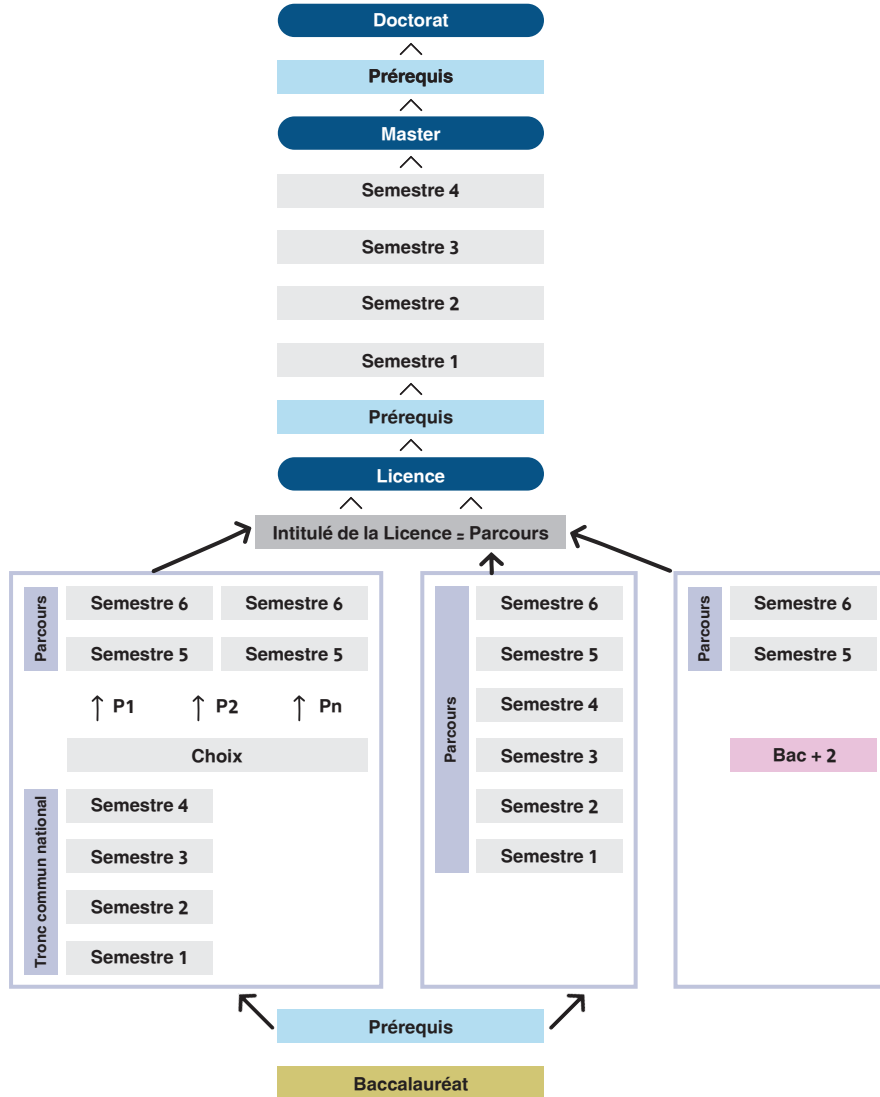 Doctorat
Prérequis
Master
Semestre 4
Semestre 3
Semestre 2
Semestre 1
Prérequis
Licence
Intitulé de la Licence = Parcours
Parcours
Semestre 6
Semestre 6
Semestre 5
Semestre 5
P1
P2
Pn
Choix
Tronc commun national
Semestre 4
Semestre 3
Semestre 2
Semestre 1
Parcours
Semestre 6
Semestre 5
Semestre 4
Semestre 3
Semestre 2
Semestre 1
Parcours
Semestre 6
Semestre 5
Bac + 2
Prérequis
Baccalauréat